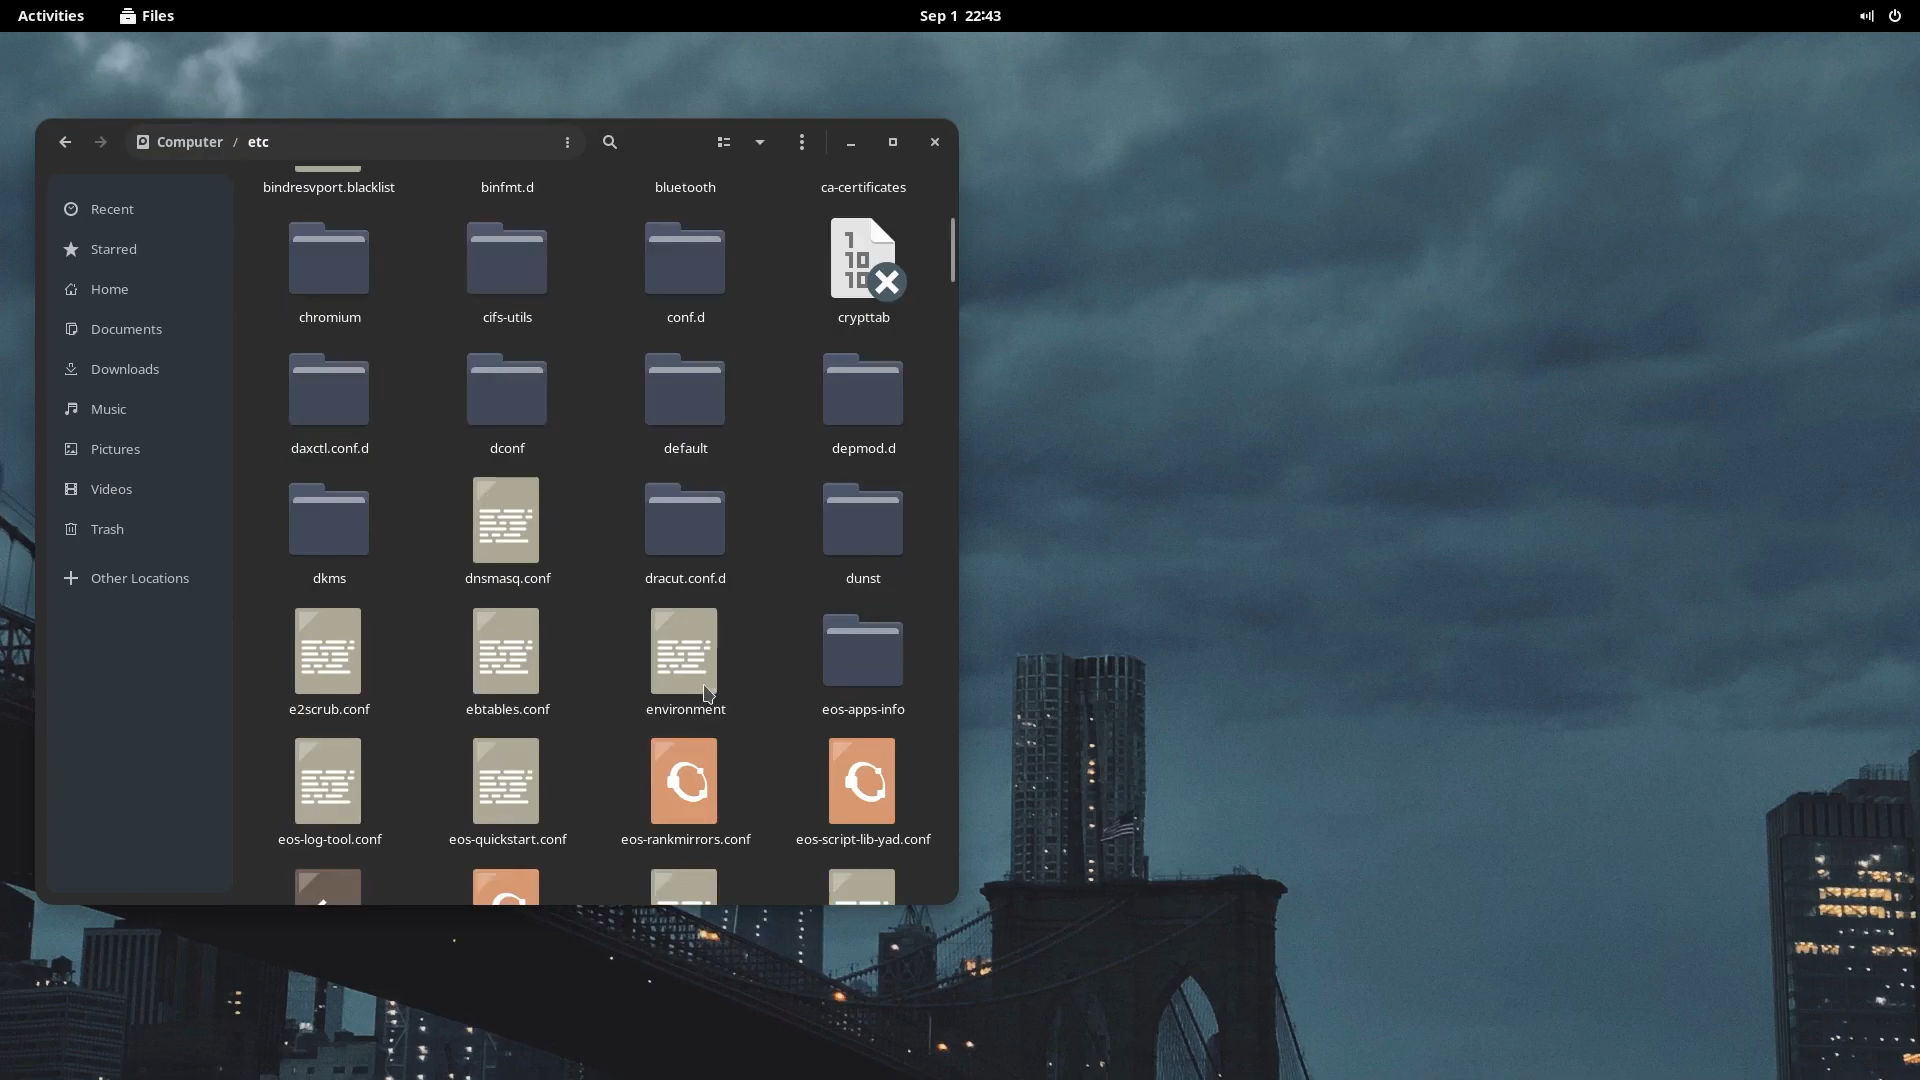 Activities Files Sep 1 22:43
Computer / etc
bindresvport.blacklist binfmt.d bluetooth ca-certificates
Recent
Starred
1
10
10
Home
chromium cifs-utils conf.d crypttab
Documents
Downloads
Music
daxctl.conf.d dconf default depmod.d
Pictures
Videos
Trash
Other Locations
dkms dnsmasq.conf dracut.conf.d dunst
e2scrub.conf ebtables.conf environment eos-apps-info
eos-log-tool.conf eos-quickstart.conf eos-rankmirrors.conf eos-script-lib-yad.conf